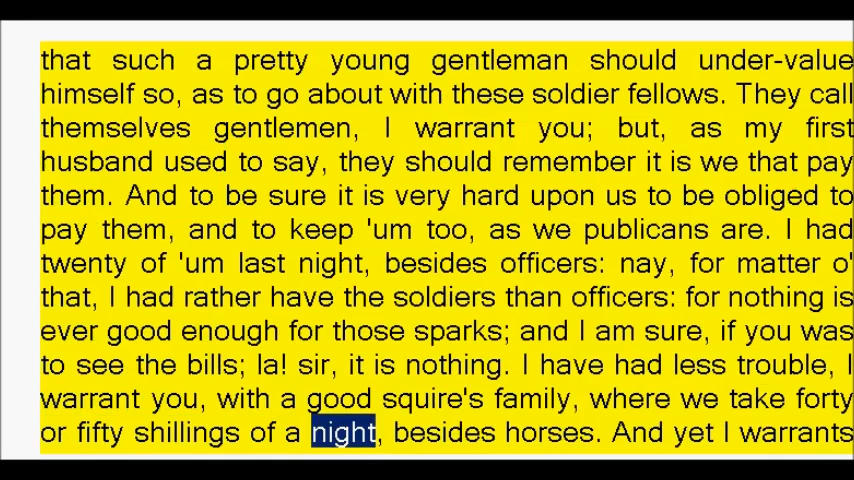 that such a pretty young gentleman should under-value
himself so, as to go about with these soldier fellows. They call
themselves gentlemen, I warrant you; but, as my first
husband used to say, they should remember it is we that pay
them. And to be sure it is very hard upon us to be obliged to
pay them, and to keep 'um too, as we publicans are. I had
twenty of 'um last night, besides officers: nay, for matter o'
that, I had rather have the soldiers than officers: for nothing is
ever good enough for those sparks; and I am sure, if you was
to see the bills; la! sir, it is nothing. I have had less trouble, I
warrant you, with a good squire's family, where we take forty
or fifty shillings of a night, besides horses. And yet I warrants